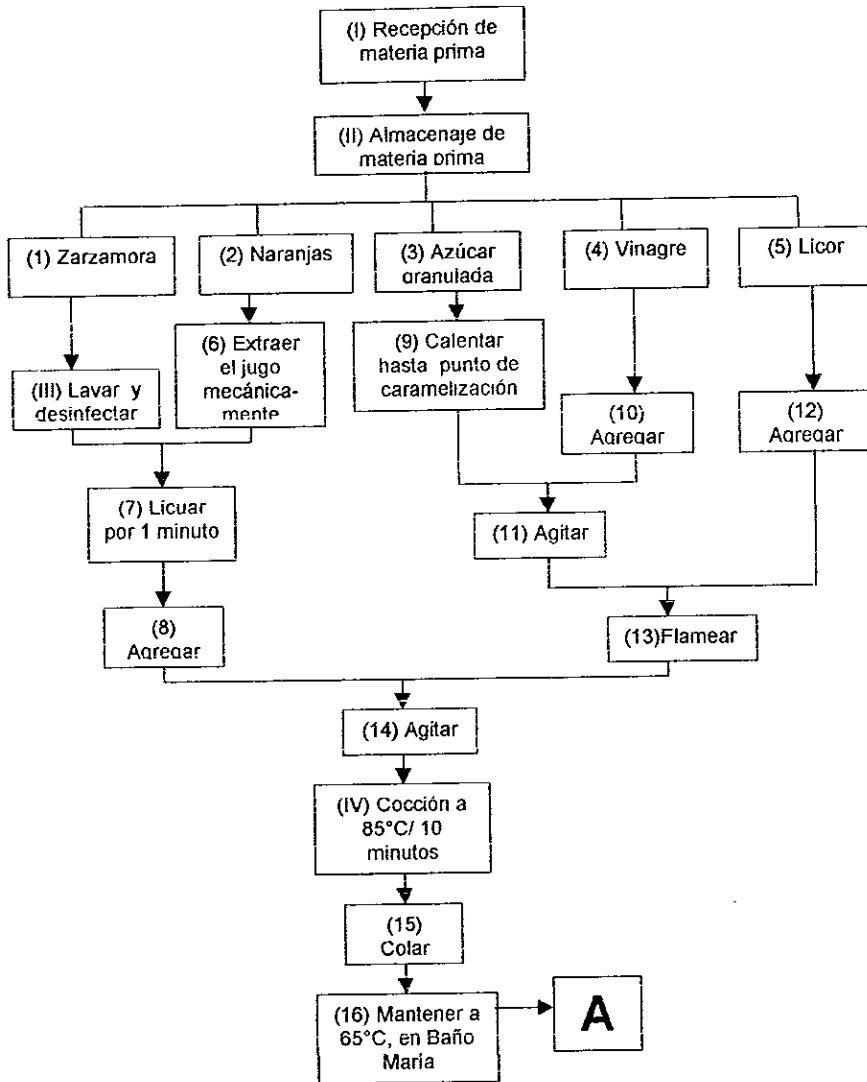 (I) Recepción de
materia prima
(II) Almacenaje de
materia prima
(1) Zarzamora
(2) Naranjas
(3) Azúcar
granulada
(4) Vinagre
(5) Licor
(III) Lavar y
desinfectar
(6) Extraer
el jugo
mecánica-
mente
(9) Calentar
hasta punto de
caramelización
(10)
Agregar
(12)
Agregar
(7) Licuar
por 1 minuto
(11) Agitar
(8)
Agregar
(13)Flamear
(14) Agitar
(IV) Cocción a
85°C/ 10
minutos
(15)
Colar
(16) Mantener a
65°C, en Baño
Maria
A